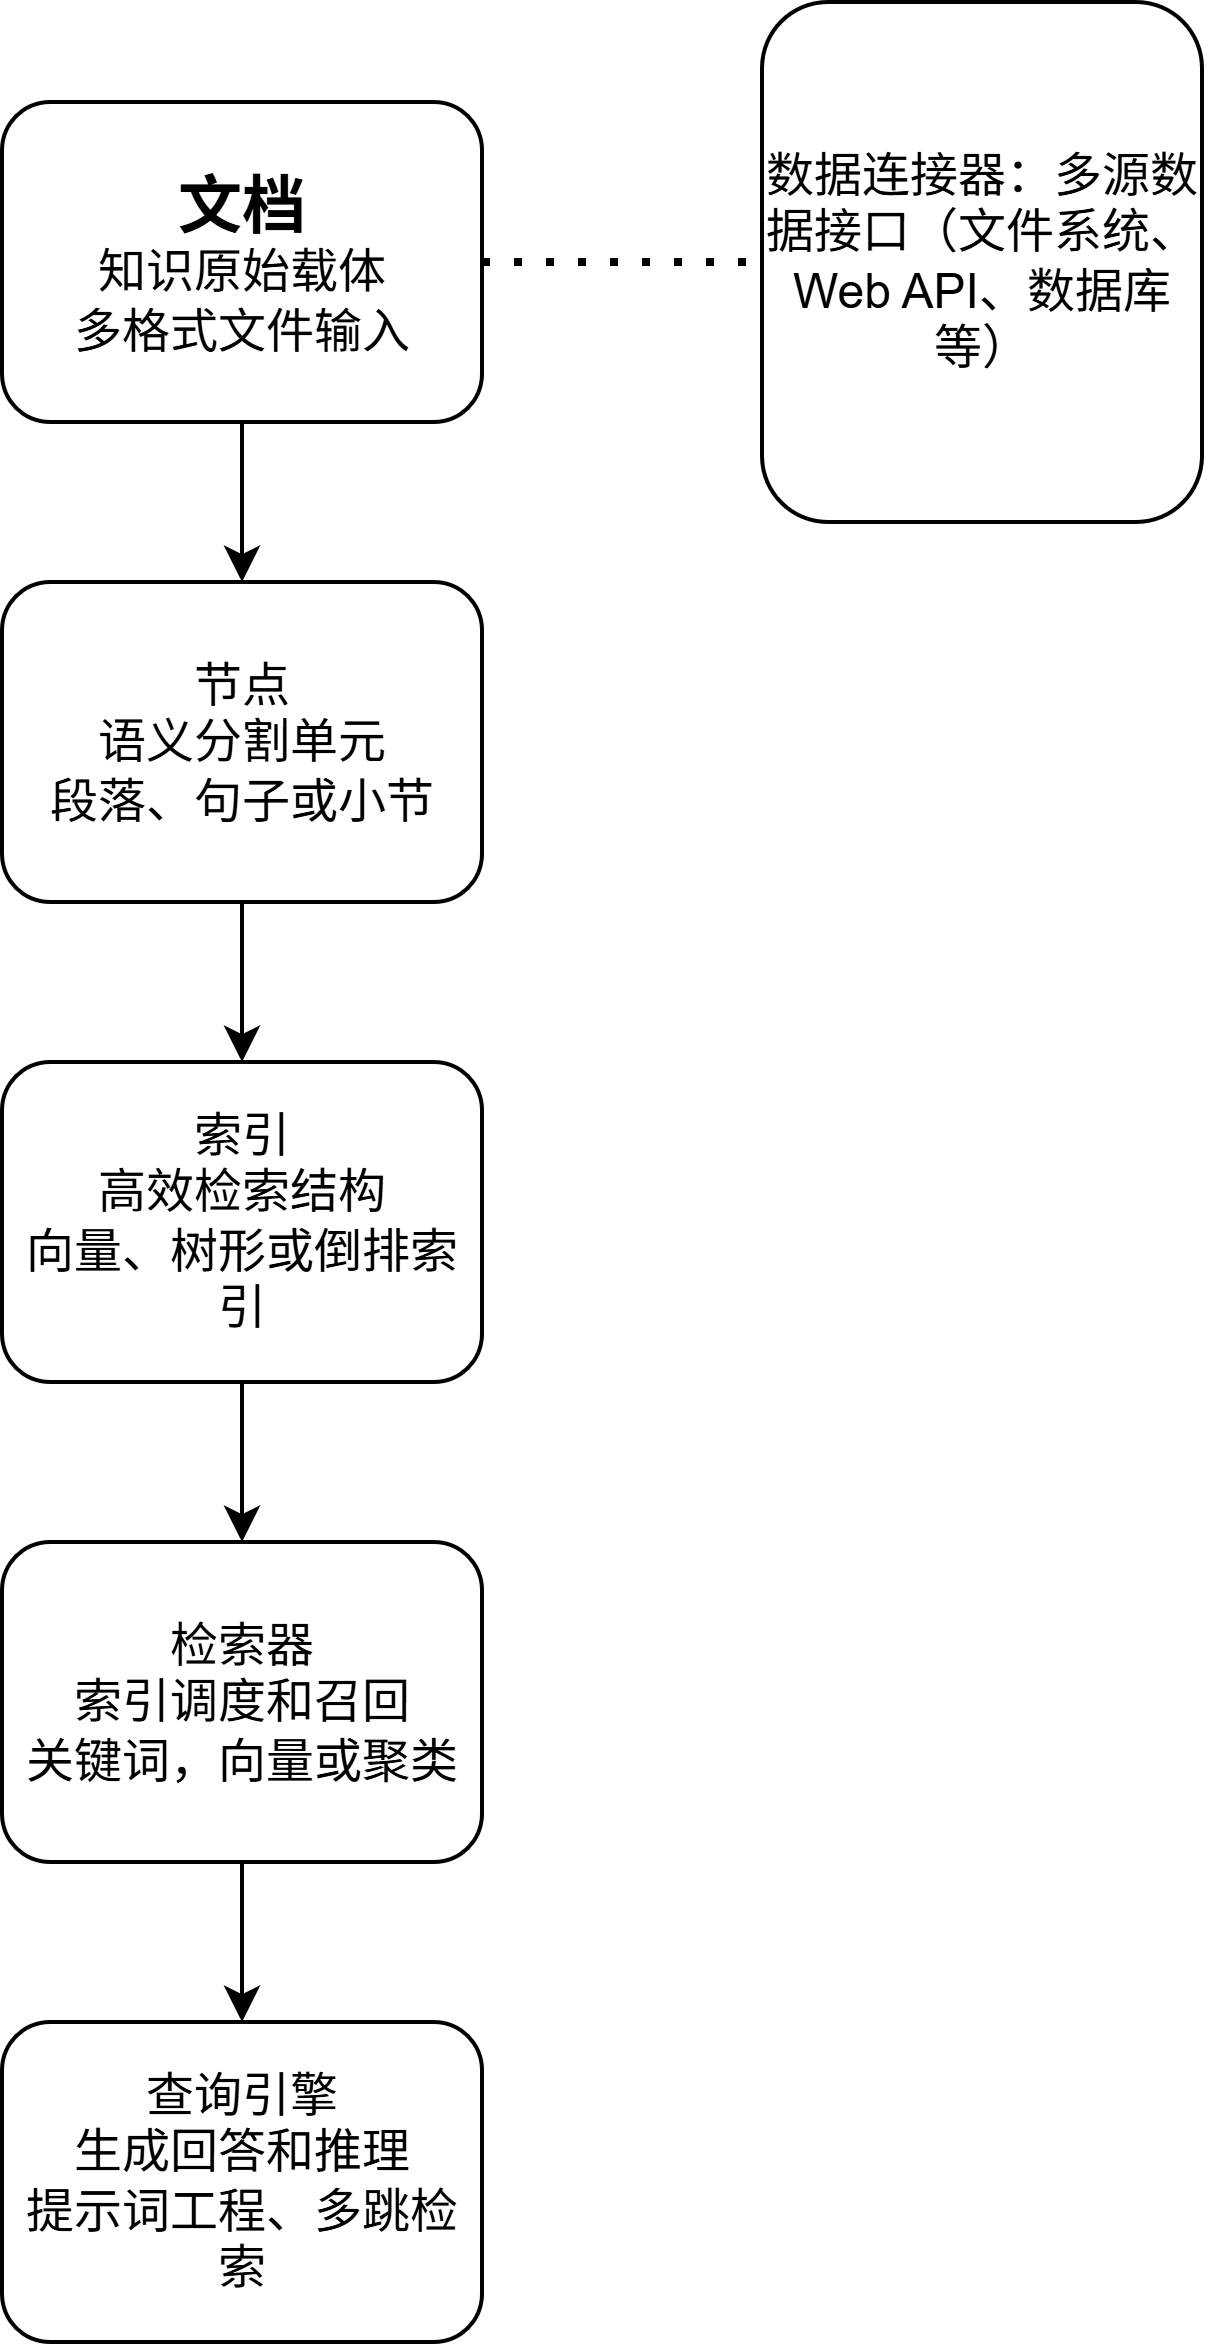 文档
知识原始载体
多格式文件输入
数据连接器：多源数
据接口（文件系统、
Web API、数据库
等）
节点
语义分割单元
段落、句子或小节
索引
高效检索结构
向量、树形或倒排索
引
检索器
索引调度和召回
关键词，向量或聚类
查询引擎
生成回答和推理
提示词工程、多跳检
索